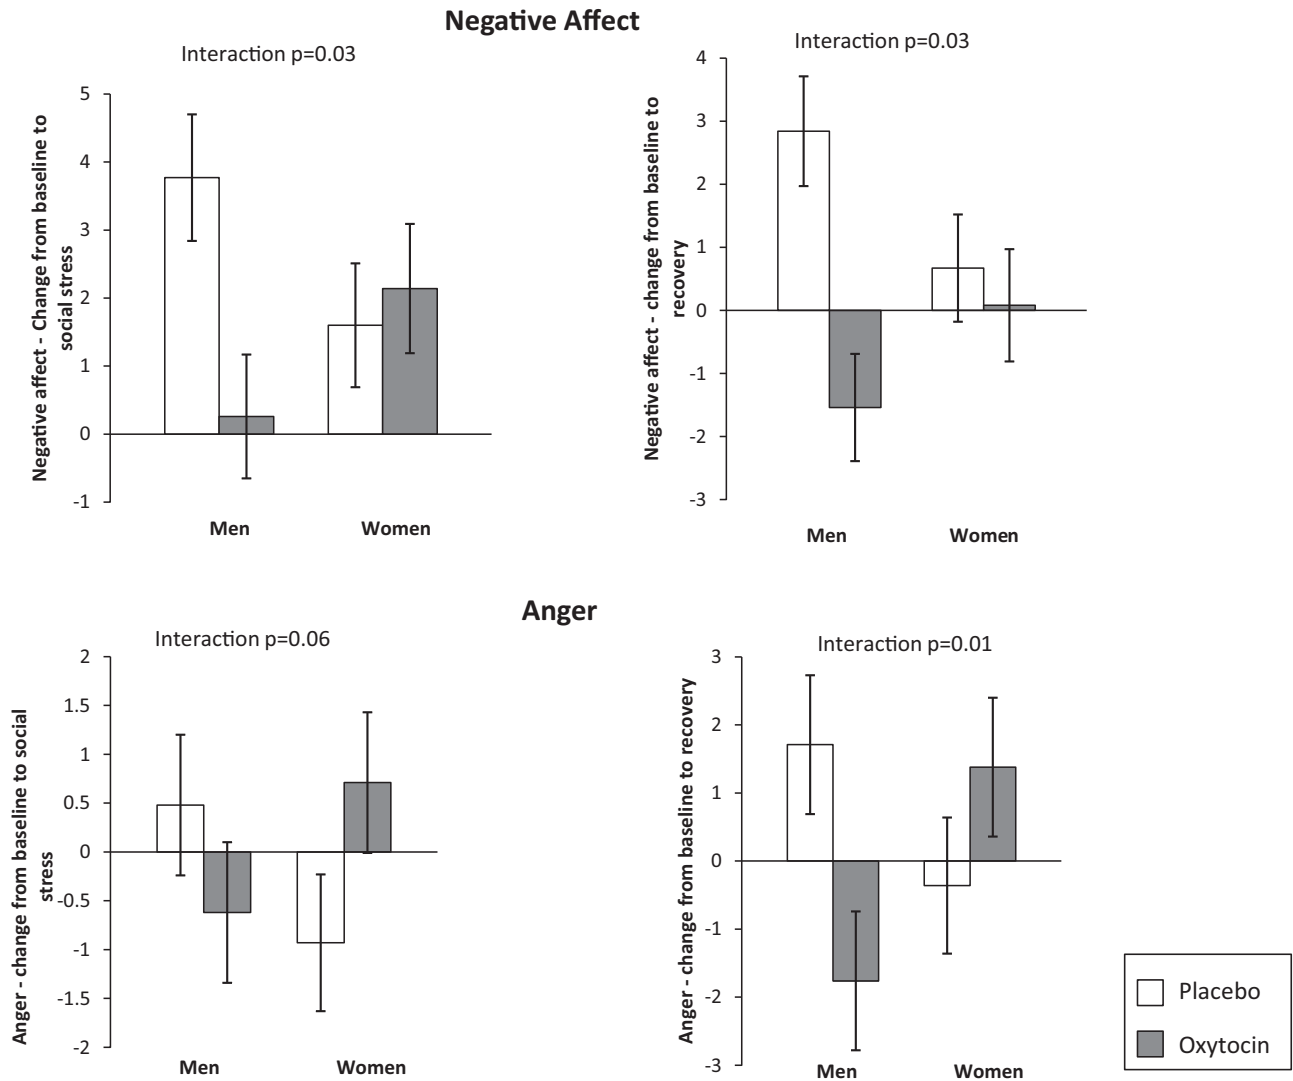 Negative Affect
Interaction p=0.03
Negative affect - Change from baseline to
social stress
5
4
3
2
1
0
-1
Men Women
Interaction p=0.03
Negative affect - change from baseline to
recovery
4
3
2
1
0
-1
-2
-3
Men Women
Anger
Interaction p=0.06
Anger - change from baseline to social
stress
2
1.5
1
0.5
0
-0.5
-1
-1.5
-2
Men Women
Interaction p=0.01
Anger - change from baseline to recovery
3
2
1
0
-1
-2
-3
Men Women
Placebo
Oxytocin